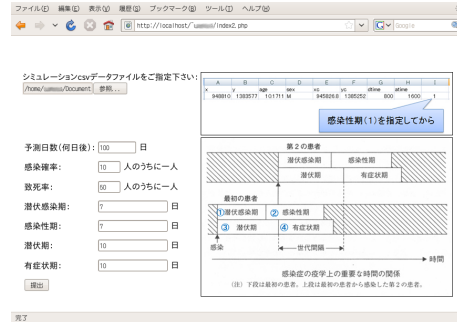 ファイル(F) 編集(E) 表示(V) 履歴(S) ブックマーク(B) ツール(T) ヘルプ(H)
http://localhost/ /index2.php
Google
シミュレーションcsvデータファイルをご指定下さい:
/home/ /Document 参照...
A B C D E F G H I
x y age sex xc yc sttime attime
948810 1383577 10.1711 M 945826.8 1385252 800 1600 1
感染性期(1)を指定してから
予測日数(何日後): 100 日
感染確率: 10 人のうちに一人
致死率: 50 人のうちに一人
潜伏感染期: 7 日
感染性期: 7 日
潜伏期: 10 日
有症状期: 10 日
提出
第2の患者
潜伏感染期 感染性期
潜伏期 有症状期
最初の患者
①潜伏感染期 ② 感染性期
③ 潜伏期 ④ 有症状期
感染 世代間隔
時間
感染症の疫学上の重要な時間の関係
(注) 下段は最初の患者。上段は最初の患者から感染した第2の患者。
完了